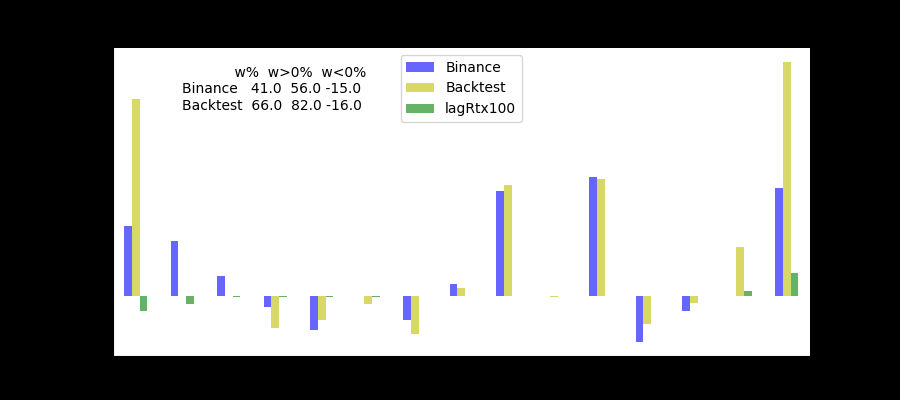 w%  w>0%  w<0%
Binance  41.0  56.0 -15.0
Backtest  66.0  82.0 -16.0
Binance
Backtest
lagRtx100